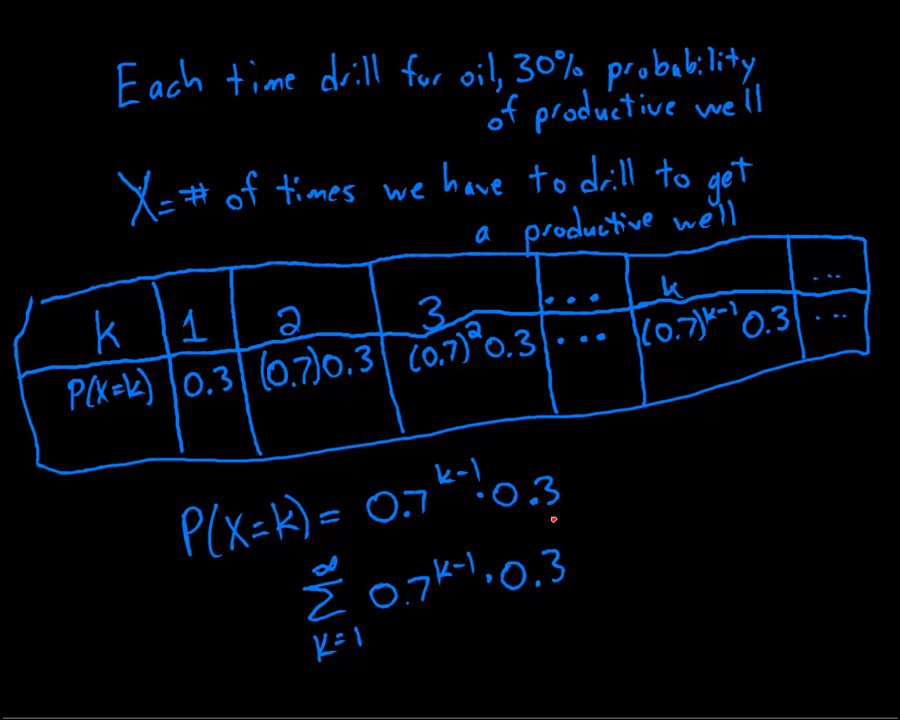 Each time drill for oil, 30% probability
of productive well
X = # of times we have to drill to get
a productive well
k 1 2 3 ... k ...
P(X=k) 0.3 (0.7)0.3 (0.7)²0.3 ... (0.7)^{k-1}0.3 ...
P(X=k) = 0.7^{k-1}·0.3
∑_{k=1}^{∞} 0.7^{k-1}·0.3